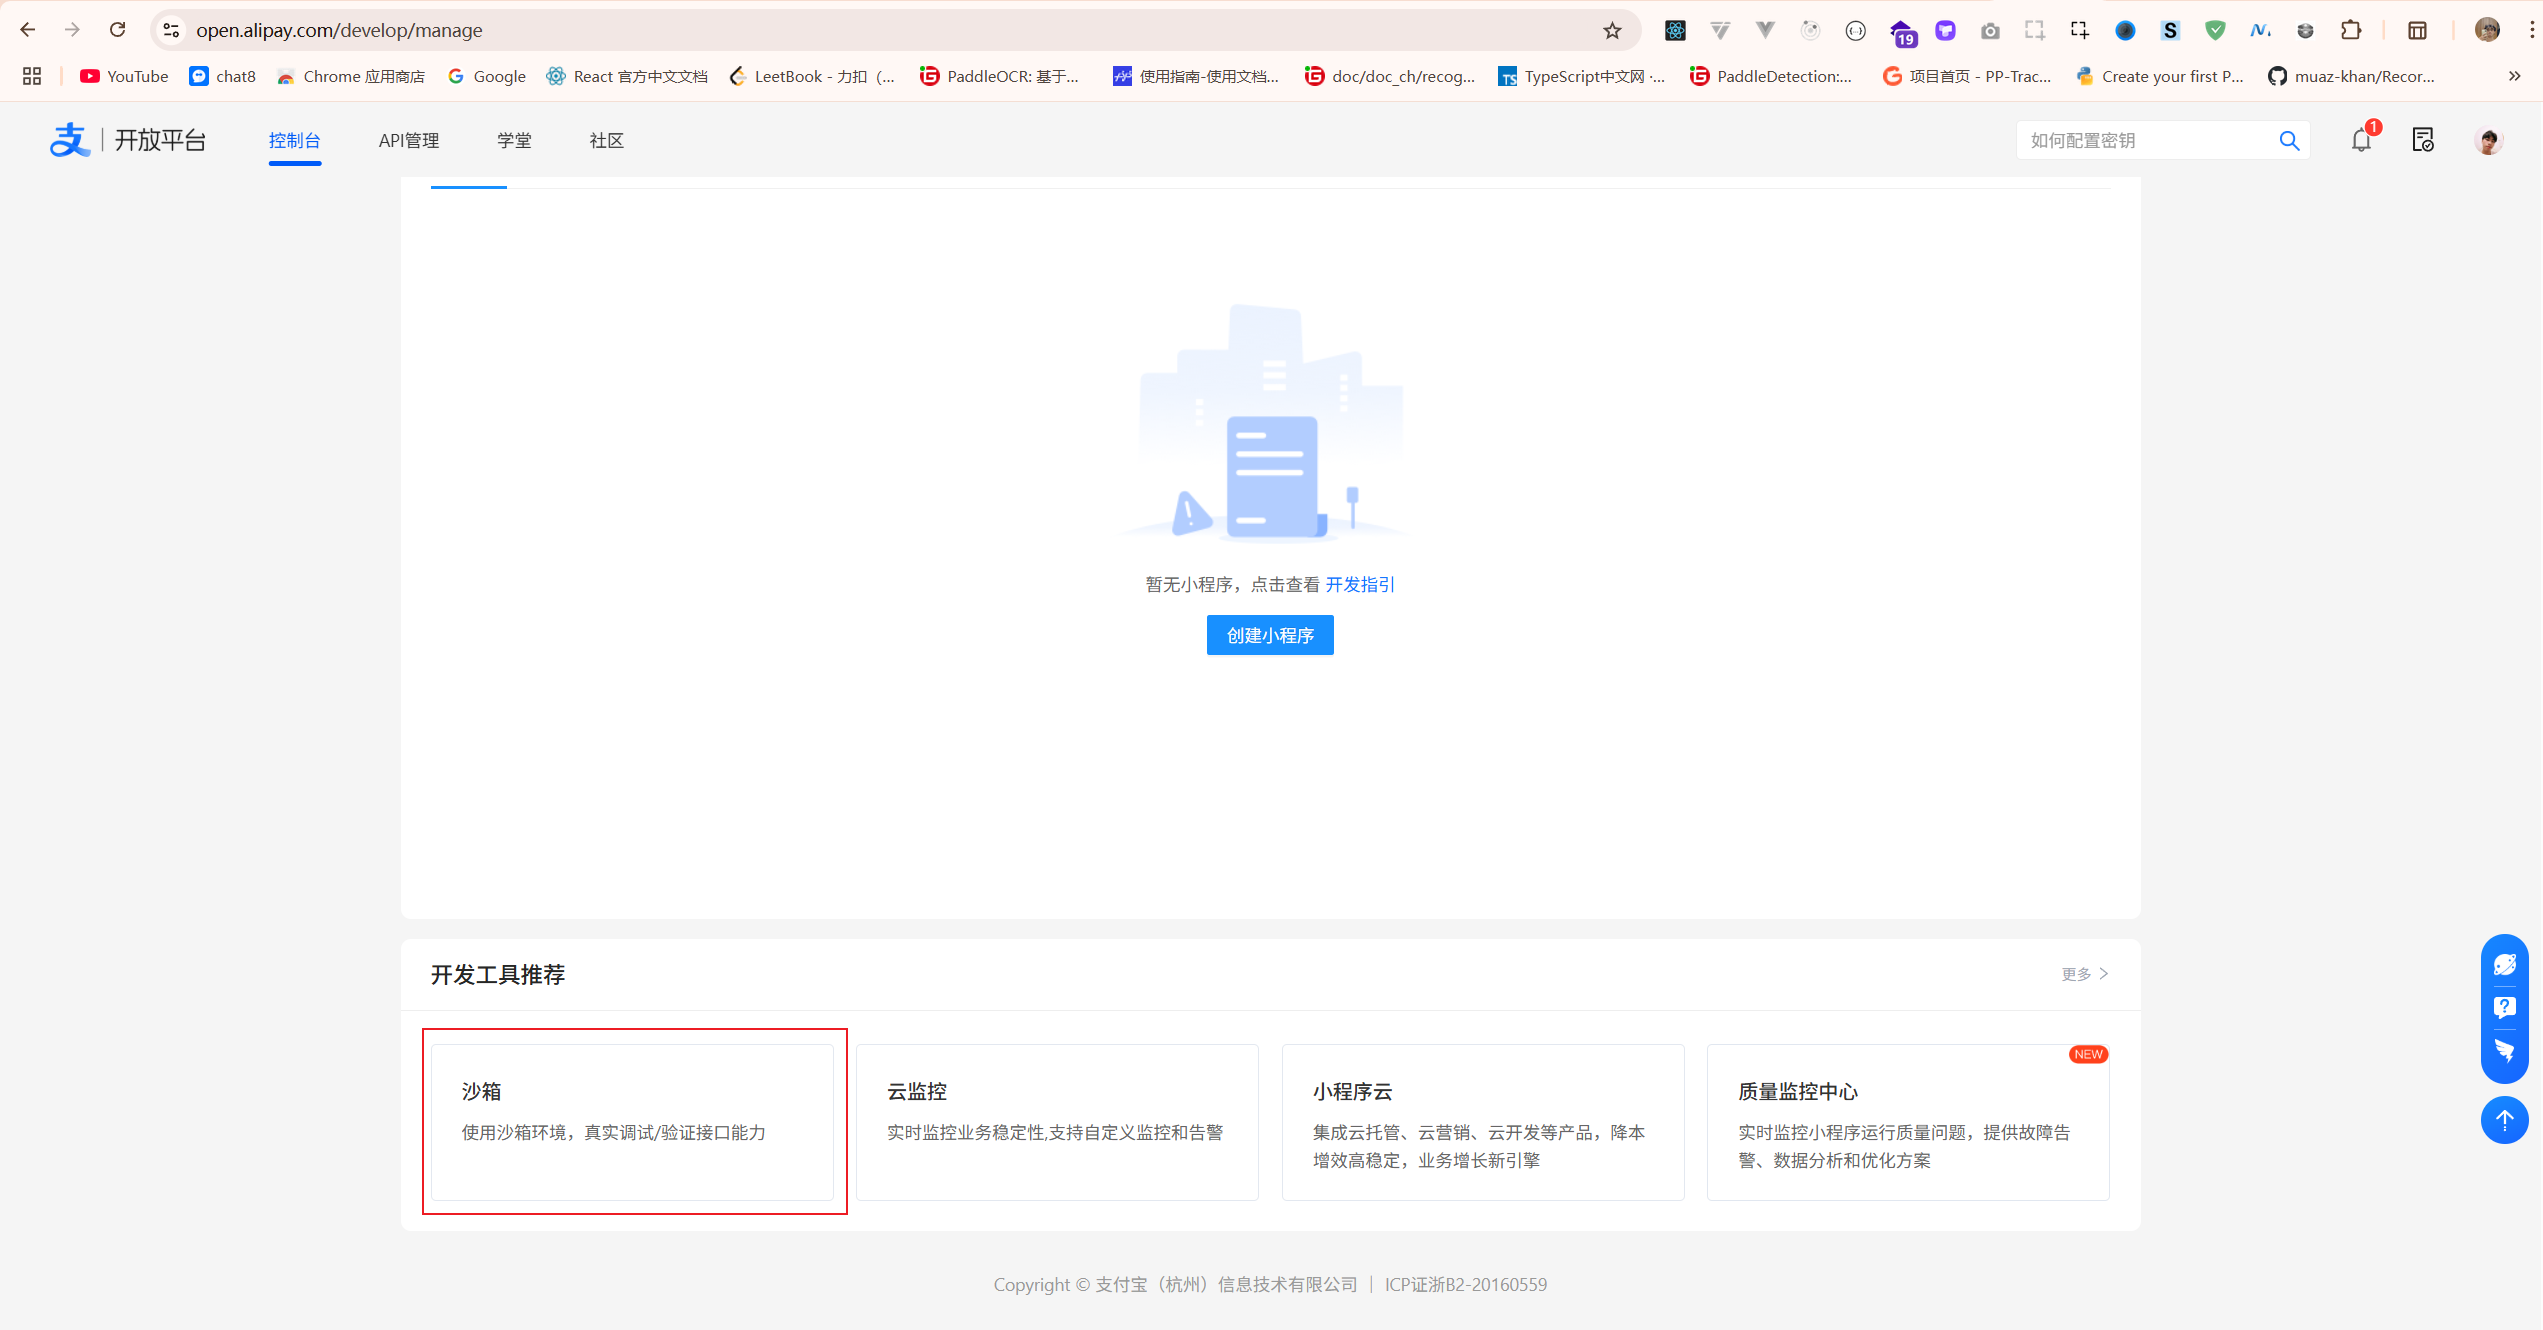 open.alipay.com/develop/manage
19
S
YouTube
chat8
Chrome 应用商店
Google
React 官方中文文档
LeetBook - 力扣（...
PaddleOCR: 基于...
使用指南-使用文档...
doc/doc_ch/recog...
TypeScript中文网 ·...
PaddleDetection:...
项目首页 - PP-Trac...
Create your first P...
muaz-khan/Recor...
支 开放平台
控制台
API管理
学堂
社区
如何配置密钥
1
暂无小程序，点击查看 开发指引
创建小程序
开发工具推荐
更多
沙箱
使用沙箱环境，真实调试/验证接口能力
云监控
实时监控业务稳定性,支持自定义监控和告警
小程序云
集成云托管、云营销、云开发等产品，降本
增效高稳定，业务增长新引擎
NEW
质量监控中心
实时监控小程序运行质量问题，提供故障告
警、数据分析和优化方案
Copyright © 支付宝（杭州）信息技术有限公司 | ICP证浙B2-20160559